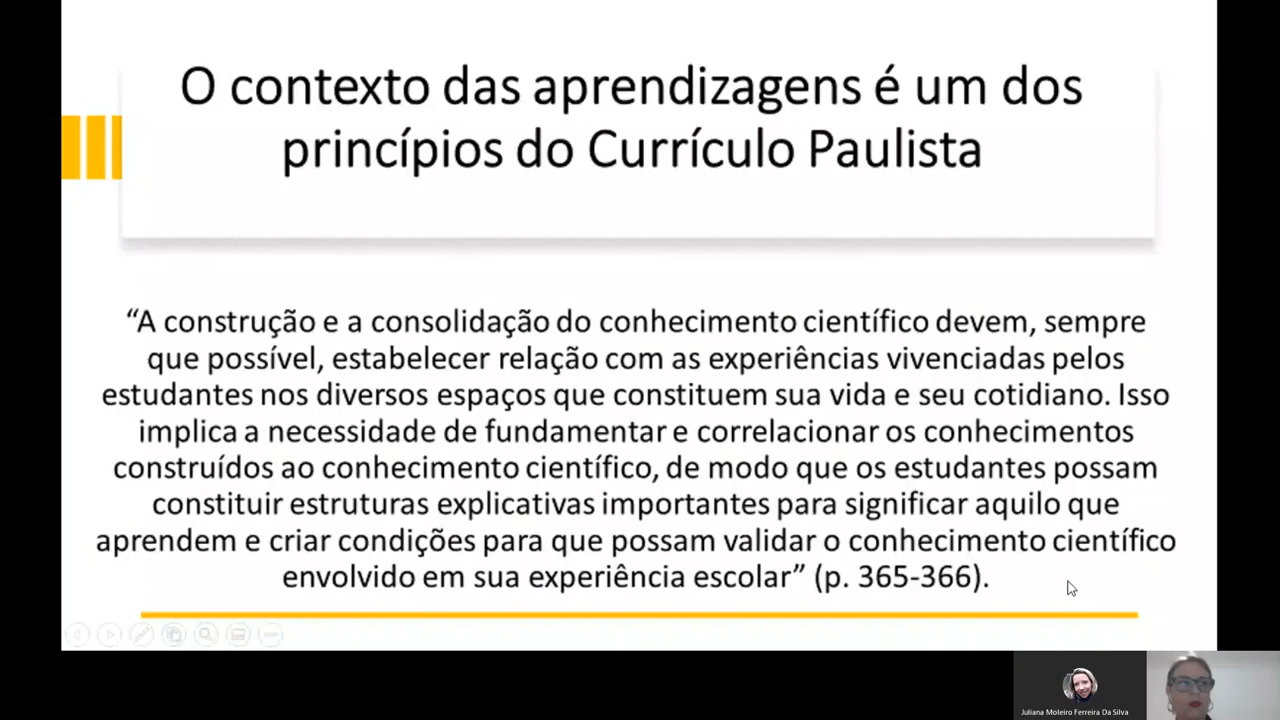 O contexto das aprendizagens é um dos
princípios do Currículo Paulista
“A construção e a consolidação do conhecimento científico devem, sempre
que possível, estabelecer relação com as experiências vivenciadas pelos
estudantes nos diversos espaços que constituem sua vida e seu cotidiano. Isso
implica a necessidade de fundamentar e correlacionar os conhecimentos
construídos ao conhecimento científico, de modo que os estudantes possam
constituir estruturas explicativas importantes para significar aquilo que
aprendem e criar condições para que possam validar o conhecimento científico
envolvido em sua experiência escolar” (p. 365-366).
Juliana Moleiro Ferreira Da Silva